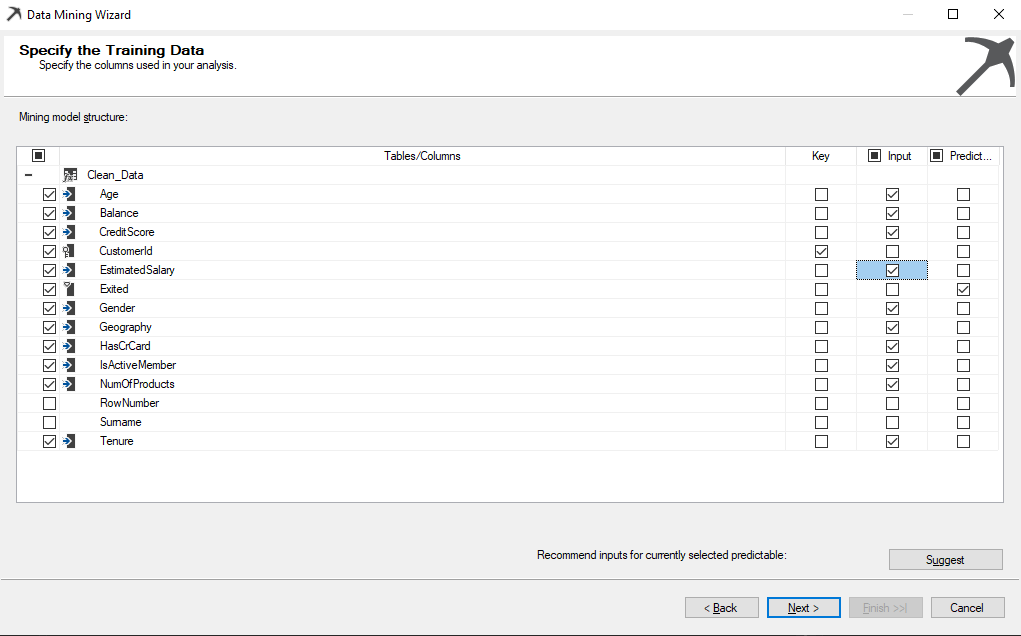 Data Mining Wizard
Specify the Training Data
Specify the columns used in your analysis.
Mining model structure:
Tables/Columns Key Input Predict...
Clean_Data
Age
Balance
CreditScore
CustomerId
EstimatedSalary
Exited
Gender
Geography
HasCrCard
IsActiveMember
NumOfProducts
RowNumber
Surname
Tenure
Recommend inputs for currently selected predictable:
Suggest
< Back Next > Finish >>| Cancel